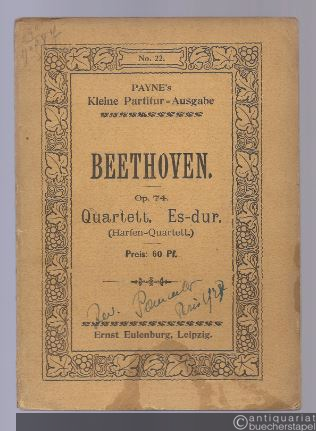 No. 22.
PAYNE's
Kleine Partitur-Ausgabe
BEETHOVEN.
Op. 74.
Quartett. Es-dur.
(Harfen-Quartett.)
Preis: 60 Pf.
Ernst Eulenburg, Leipzig.
antiquariat
buecherstapel